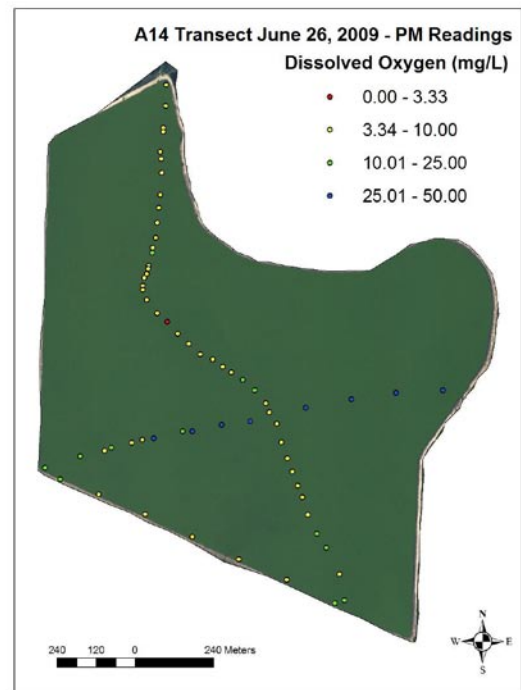 A14 Transect June 26, 2009 - PM Readings
Dissolved Oxygen (mg/L)
0.00 - 3.33
3.34 - 10.00
10.01 - 25.00
25.01 - 50.00
240 120 0 240 Meters
N
W E
S